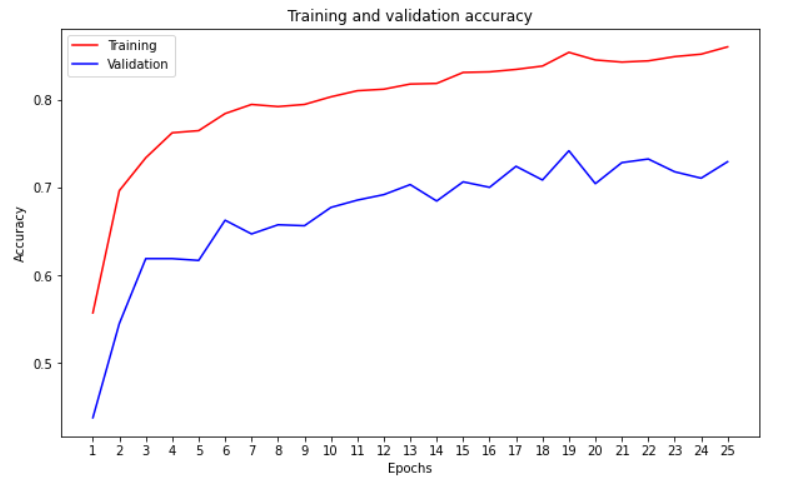 Training and validation accuracy
Training
Validation
0.8
0.7
0.6
0.5
Accuracy
1 2 3 4 5 6 7 8 9 10 11 12 13 14 15 16 17 18 19 20 21 22 23 24 25
Epochs